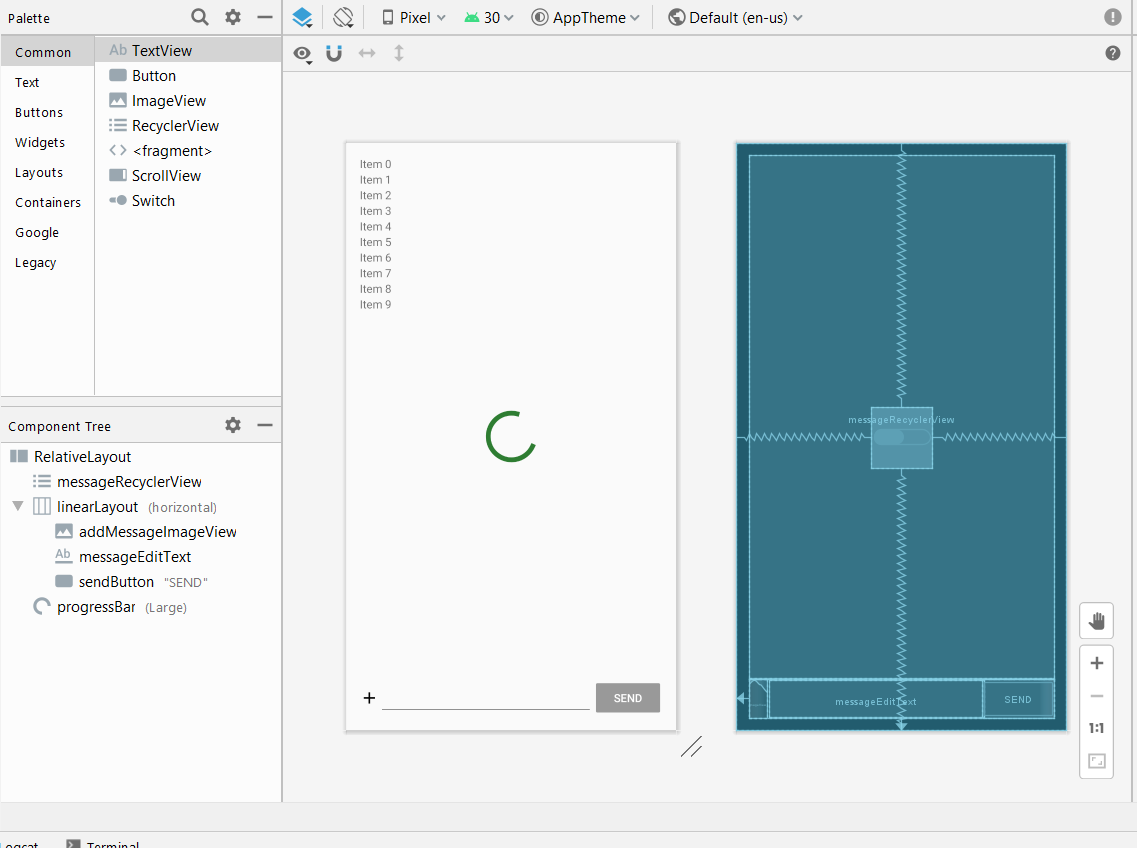 Palette
Pixel
30
AppTheme
Default (en-us)
Common
Text
Buttons
Widgets
Layouts
Containers
Google
Legacy
Ab TextView
Button
ImageView
RecyclerView
<fragment>
ScrollView
Switch
Component Tree
RelativeLayout
messageRecyclerView
linearLayout (horizontal)
addMessageImageView
Ab messageEditText
sendButton "SEND"
progressBar (Large)
Item 0
Item 1
Item 2
Item 3
Item 4
Item 5
Item 6
Item 7
Item 8
Item 9
+
SEND
messageRecyclerView
messageEditText
SEND
1:1
Logcat
Terminal